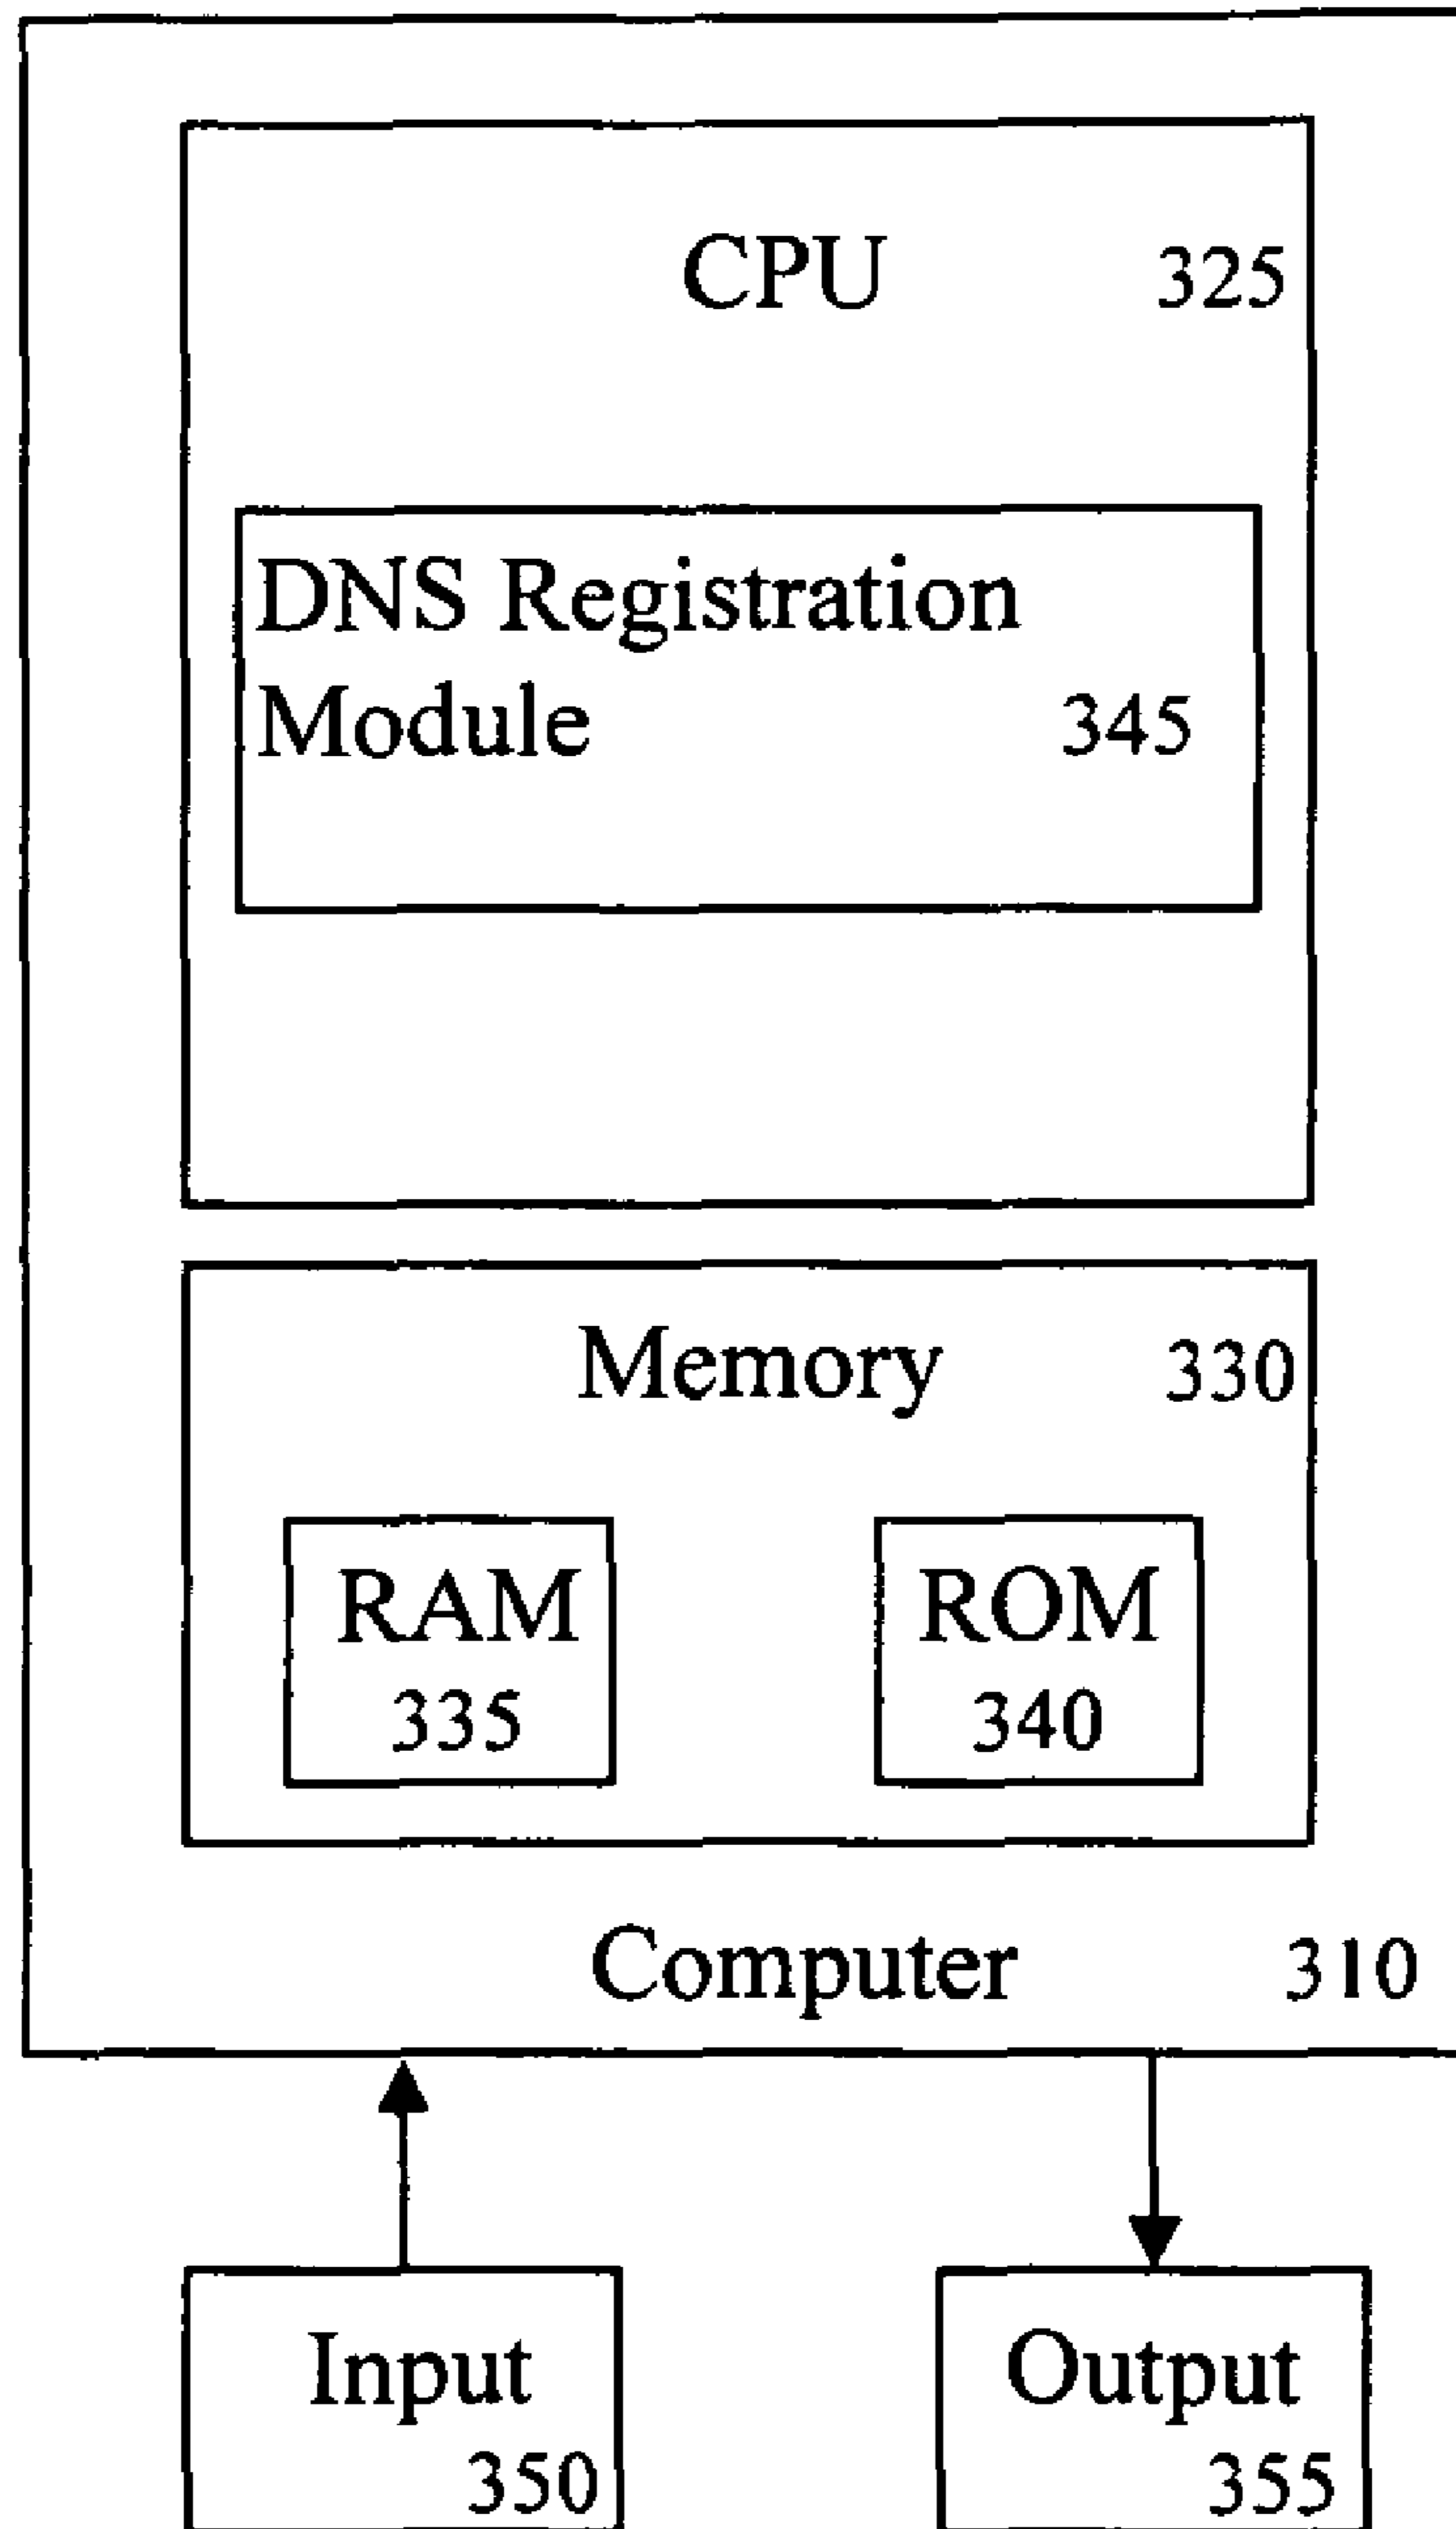 CPU 325
DNS Registration
Module 345
Memory 330
RAM
335
ROM
340
Computer 310
Input
350
Output
355